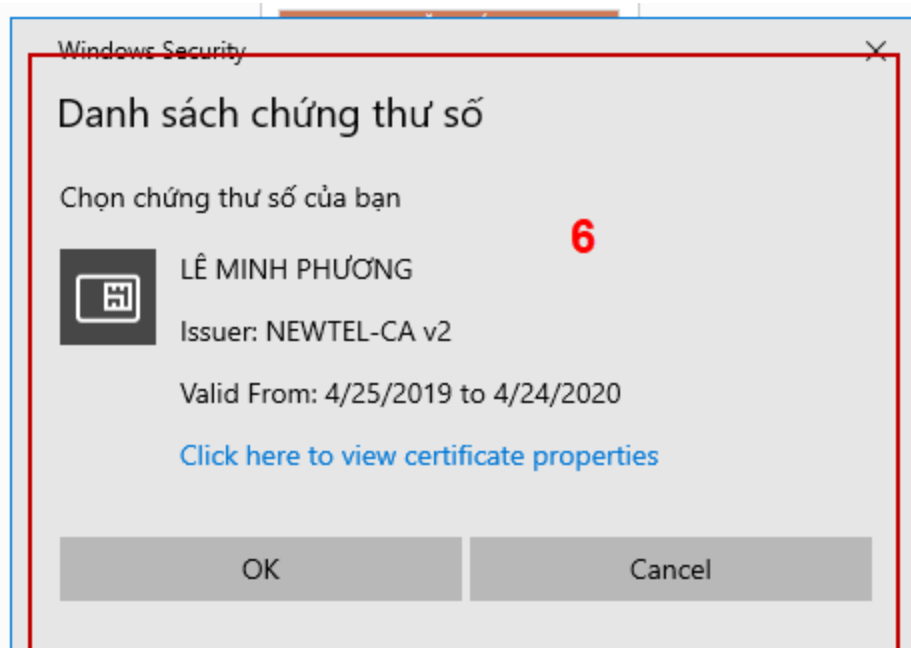 Windows Security
Danh sách chứng thư số
Chọn chứng thư số của bạn
6
LÊ MINH PHƯƠNG
Issuer: NEWTEL-CA v2
Valid From: 4/25/2019 to 4/24/2020
Click here to view certificate properties
OK
Cancel